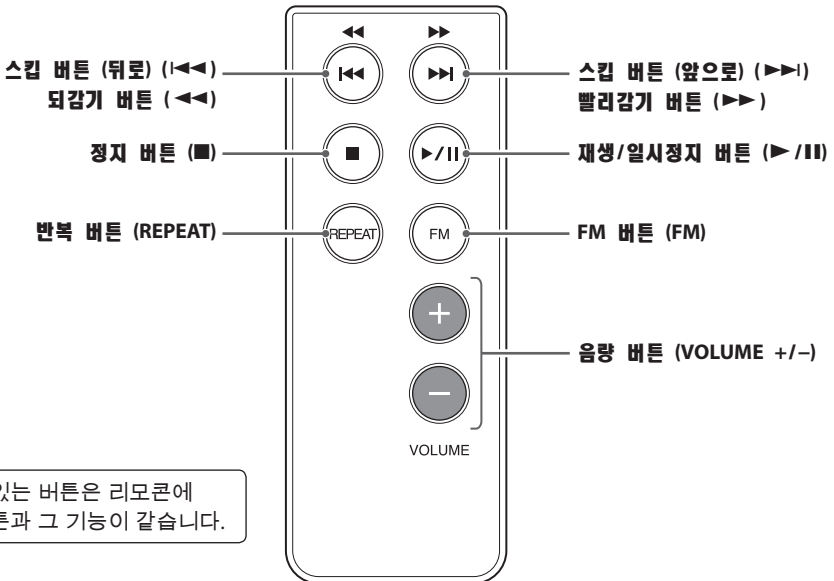 ◄◄ ►►
스킵 버튼 (뒤로) (I◄◄)
되감기 버튼 (◄◄)
I◄◄ ►►I
스킵 버튼 (앞으로) (►►I)
빨리감기 버튼 (►►)
정지 버튼 (■)
■ ►/II
재생/일시정지 버튼 (►/II)
반복 버튼 (REPEAT)
REPEAT FM
FM 버튼 (FM)
+
음량 버튼 (VOLUME +/–)
–
VOLUME
있는 버튼은 리모콘에
튼과 그 기능이 같습니다.